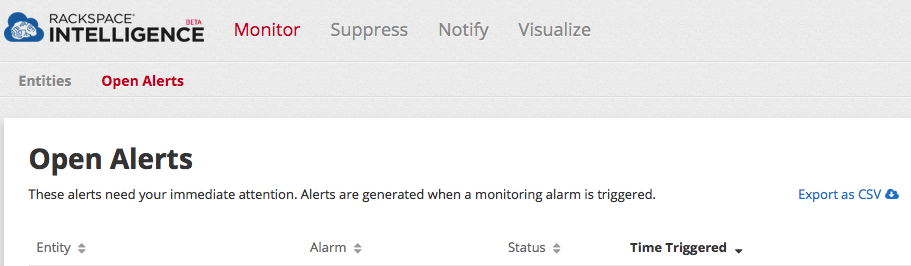 RACKSPACE® BETA
INTELLIGENCE Monitor Suppress Notify Visualize
Entities Open Alerts
Open Alerts
These alerts need your immediate attention. Alerts are generated when a monitoring alarm is triggered. Export as CSV
Entity Alarm Status Time Triggered